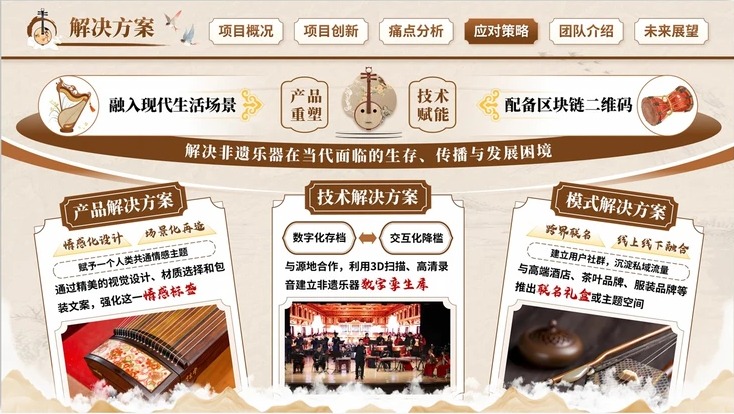 解决方案
项目概况
项目创新
痛点分析
应对策略
团队介绍
未来展望
融入现代生活场景
产品
重塑
技术
赋能
配备区块链二维码
解决非遗乐器在当代面临的生存、传播与发展困境
产品解决方案
情感化设计
场景化再造
赋予一个人类共通情感主题
通过精美的视觉设计、材质选择和包
装文案，强化这一情感标签
技术解决方案
数字化存档
交互化降槛
与源地合作，利用3D扫描、高清录
音建立非遗乐器数字孪生库
模式解决方案
跨界联名
线上线下融合
建立用户社群，沉淀私域流量
与高端酒店、茶叶品牌、服装品牌等
推出联名礼盒或主题空间